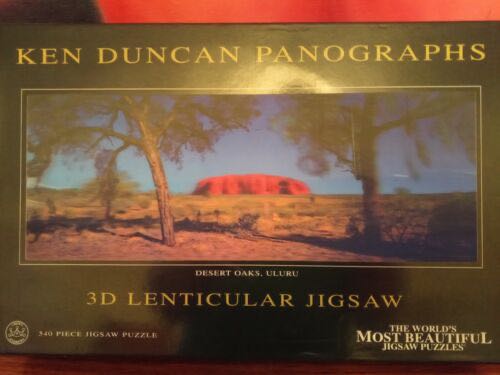 KEN DUNCAN PANOGRAPHS
DESERT OAKS, ULURU
3D LENTICULAR JIGSAW
540 PIECE JIGSAW PUZZLE
THE WORLD'S
MOST BEAUTIFUL
JIGSAW PUZZLES